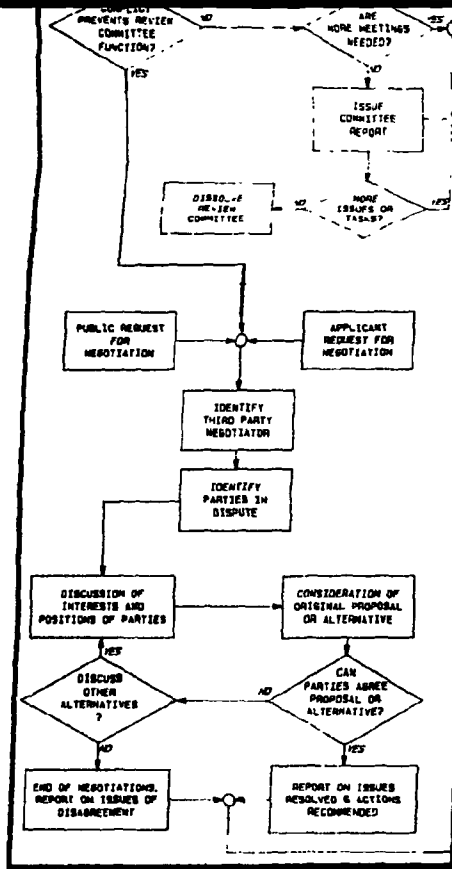 CONFLICT
PREVENTS REVIEW
COMMITTEE
FUNCTION?
NO
YES
ARE
MORE MEETINGS
NEEDED?
YES
NO
ISSUE
COMMITTEE
REPORT
MORE
ISSUES OR
TASKS?
YES
NO
DISSOLVE
REVIEW
COMMITTEE
PUBLIC REQUEST
FOR
NEGOTIATION
APPLICANT
REQUEST FOR
NEGOTIATION
IDENTIFY
THIRD PARTY
NEGOTIATOR
IDENTIFY
PARTIES IN
DISPUTE
DISCUSSION OF
INTERESTS AND
POSITIONS OF PARTIES
CONSIDERATION OF
ORIGINAL PROPOSAL
OR ALTERNATIVE
YES
DISCUSS
OTHER
ALTERNATIVES
?
NO
NO
CAN
PARTIES AGREE
PROPOSAL OR
ALTERNATIVE?
YES
END OF NEGOTIATIONS.
REPORT ON ISSUES OF
DISAGREEMENT
REPORT ON ISSUES
RESOLVED & ACTIONS
RECOMMENDED